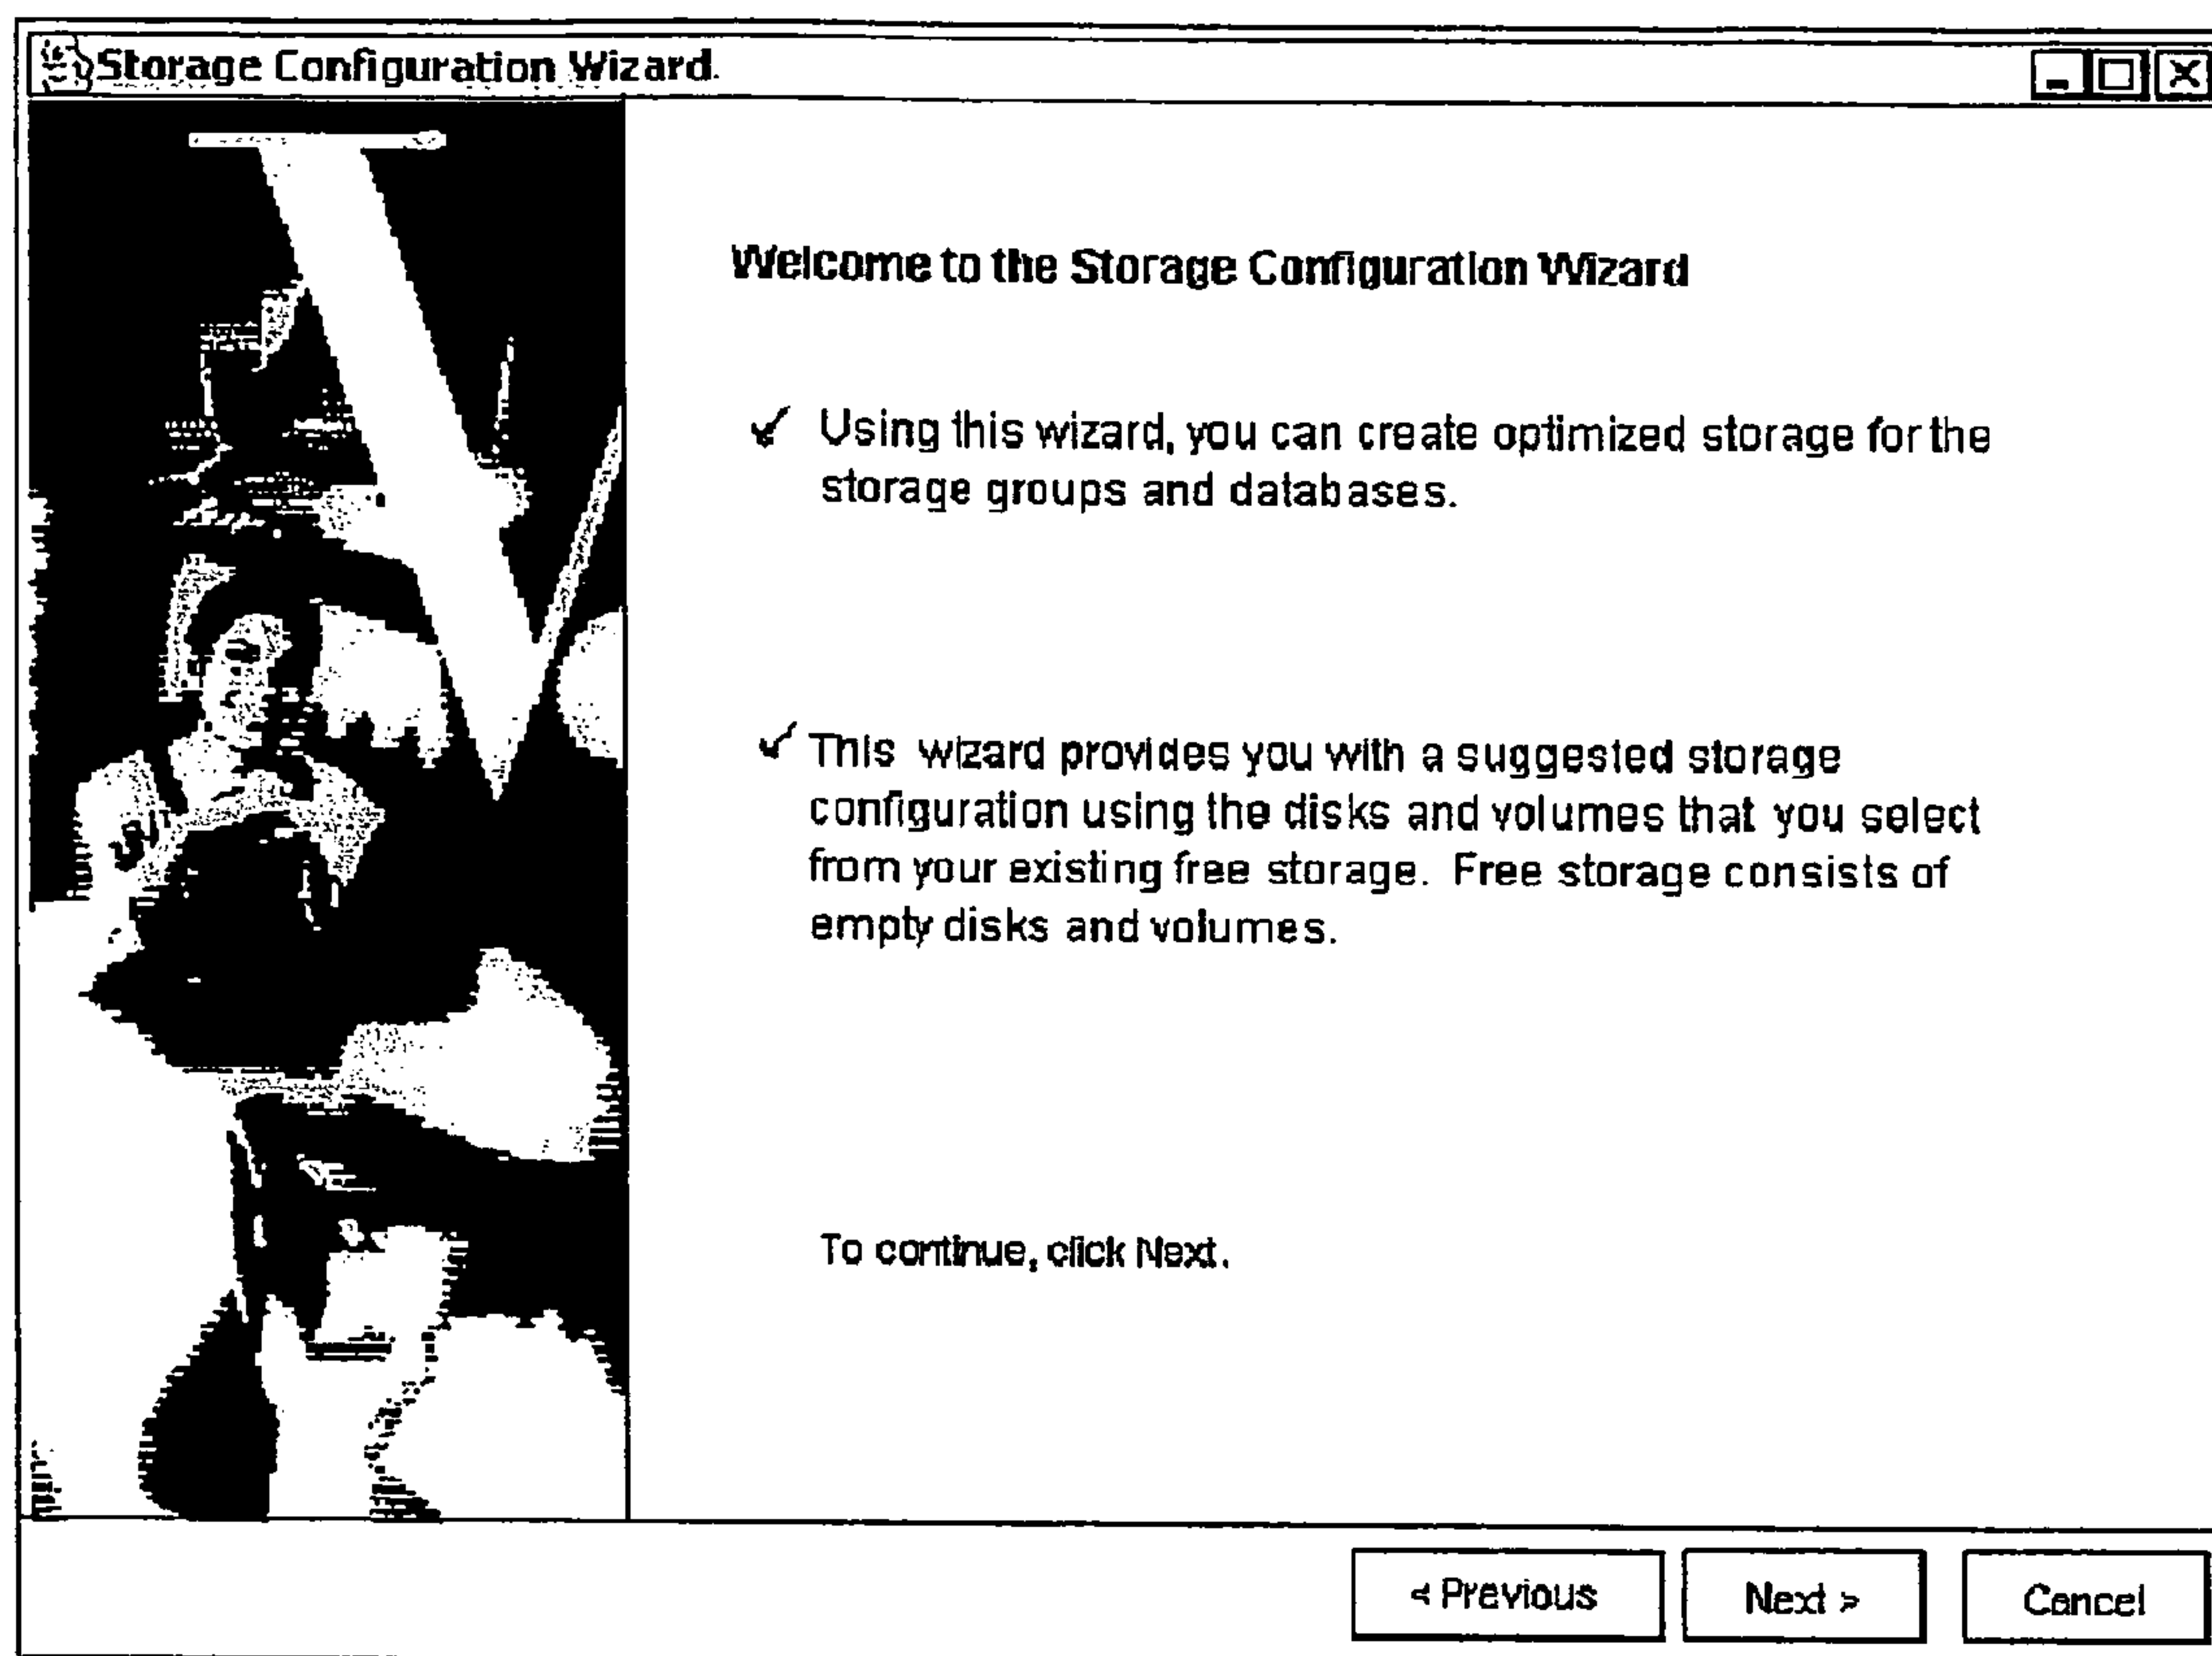 Storage Configuration Wizard
Welcome to the Storage Configuration Wizard
Using this wizard, you can create optimized storage for the
storage groups and databases.
This wizard provides you with a suggested storage
configuration using the disks and volumes that you select
from your existing free storage. Free storage consists of
empty disks and volumes.
To continue, click Next.
< Previous
Next >
Cancel